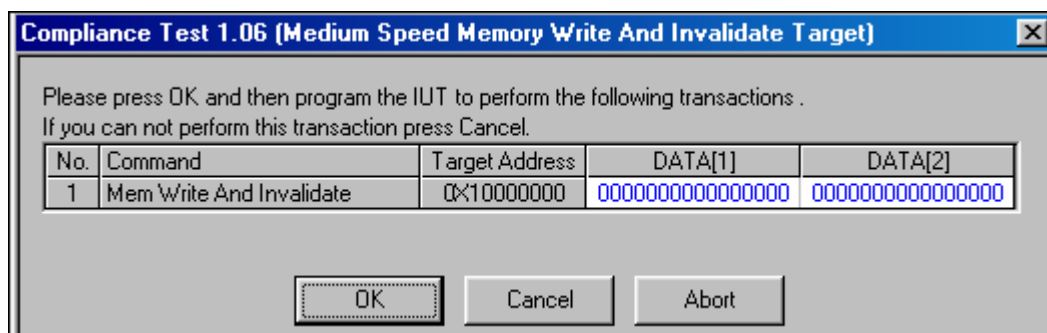 Compliance Test 1.06 (Medium Speed Memory Write And Invalidate Target)
Please press OK and then program the IUT to perform the following transactions .
If you can not perform this transaction press Cancel.
No. Command Target Address DATA[1] DATA[2]
1 Mem Write And Invalidate 0X10000000 0000000000000000 0000000000000000
OK Cancel Abort